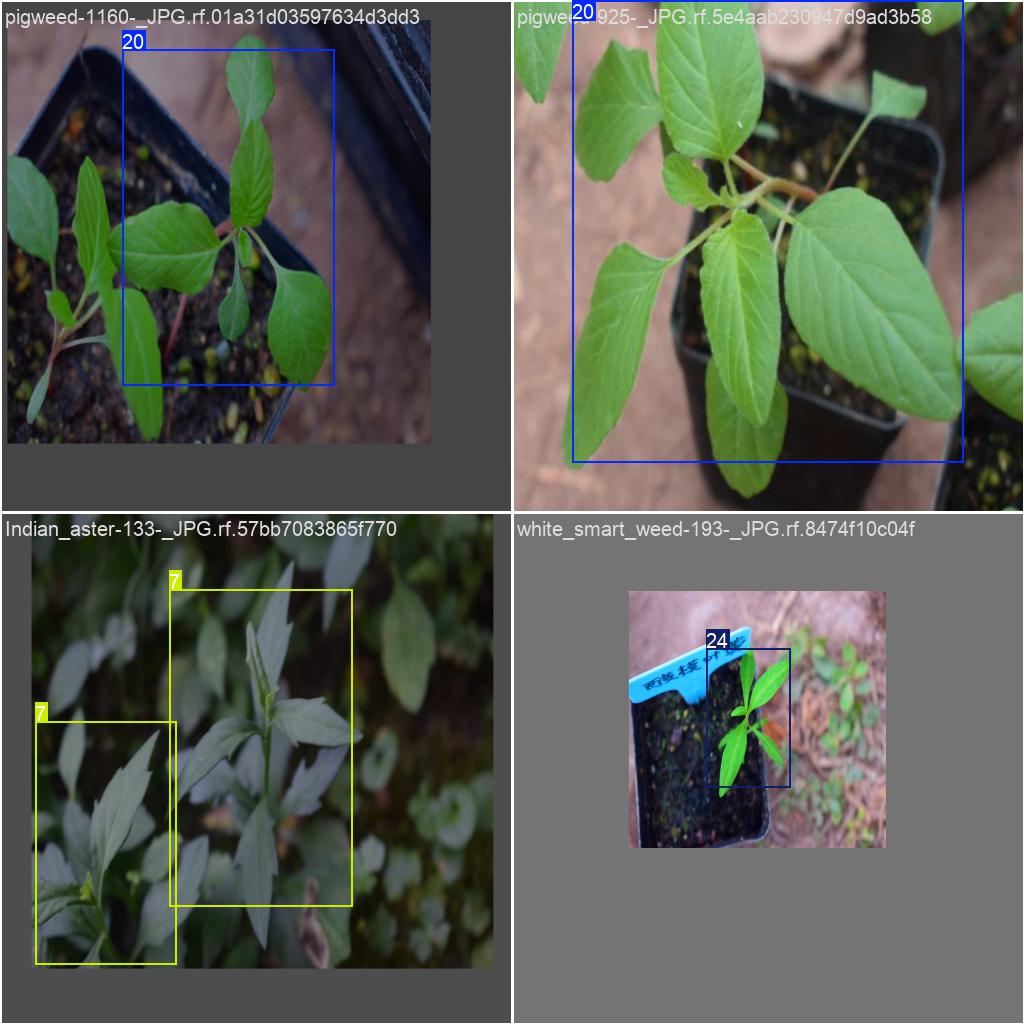 pigweed-1160-_JPG.rf.01a31d03597634d3dd3
20
pigweed-925-_JPG.rf.5e4aab230947d9ad3b58
20
Indian_aster-133-_JPG.rf.57bb7083865f770
7
7
white_smart_weed-193-_JPG.rf.8474f10c04f
24